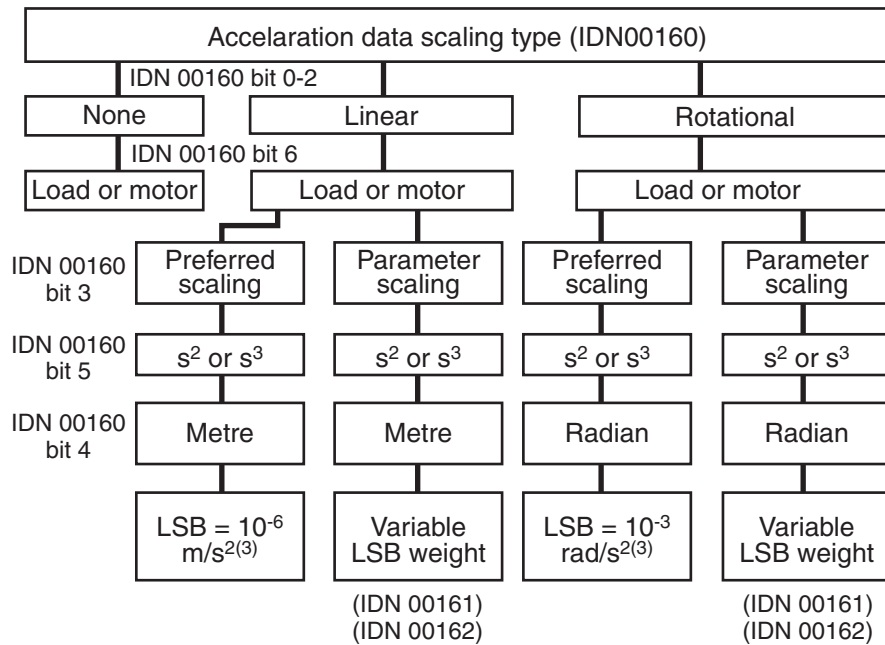 Accelaration data scaling type (IDN00160)
IDN 00160 bit 0-2
None
Linear
Rotational
IDN 00160 bit 6
Load or motor
Load or motor
Load or motor
IDN 00160
bit 3
Preferred
scaling
Parameter
scaling
Preferred
scaling
Parameter
scaling
IDN 00160
bit 5
s² or s³
s² or s³
s² or s³
s² or s³
IDN 00160
bit 4
Metre
Metre
Radian
Radian
LSB = 10⁻⁶
m/s²⁽³⁾
Variable
LSB weight
LSB = 10⁻³
rad/s²⁽³⁾
Variable
LSB weight
(IDN 00161)
(IDN 00162)
(IDN 00161)
(IDN 00162)